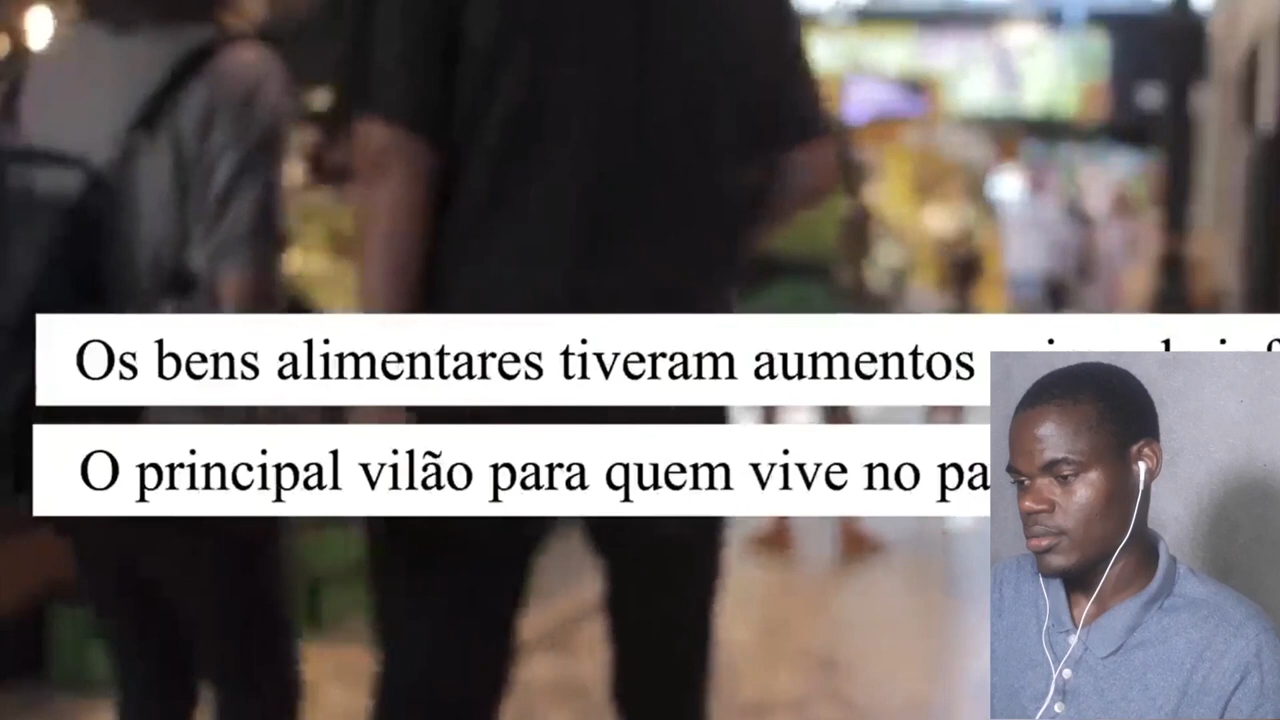 Os bens alimentares tiveram aumentos
O principal vilão para quem vive no